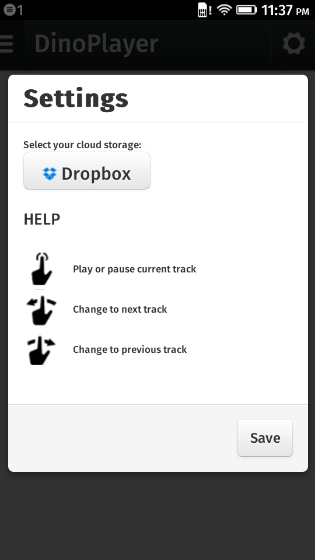 1 11:37 PM
DinoPlayer
Settings
Select your cloud storage:
Dropbox
HELP
Play or pause current track
Change to next track
Change to previous track
Save